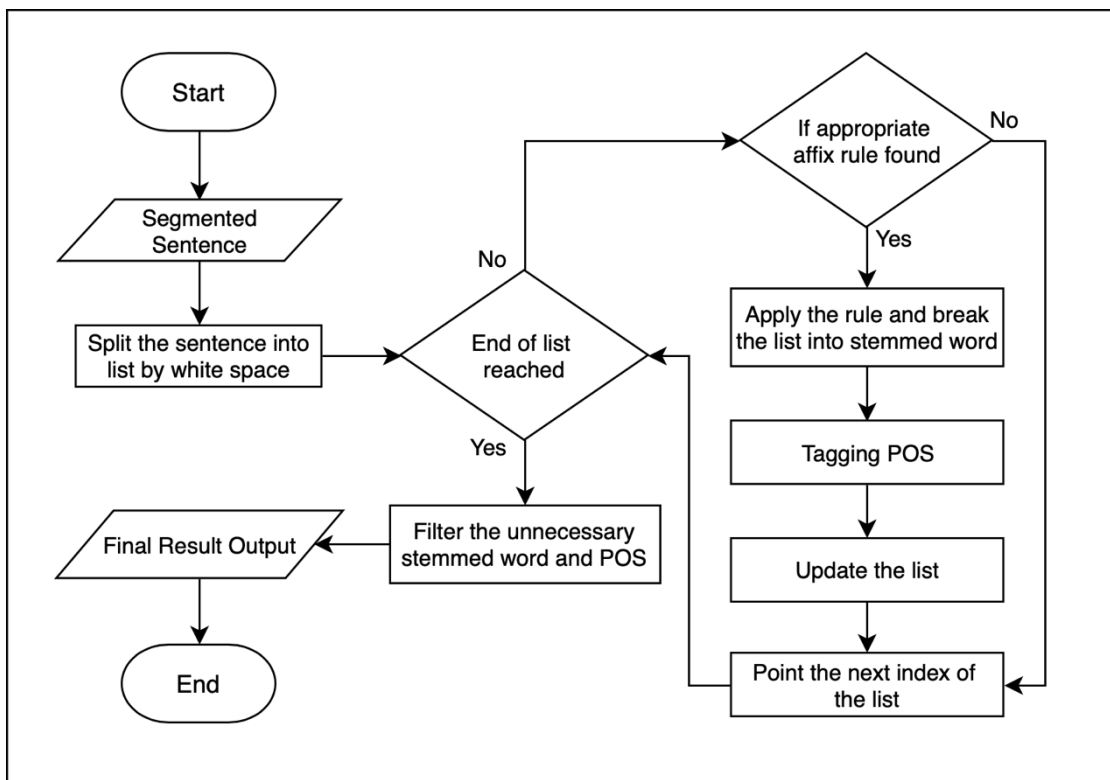 Start
Segmented
Sentence
Split the sentence into
list by white space
End of list
reached
No
Yes
If appropriate
affix rule found
No
Yes
Apply the rule and break
the list into stemmed word
Tagging POS
Update the list
Point the next index of
the list
Filter the unnecessary
stemmed word and POS
Final Result Output
End